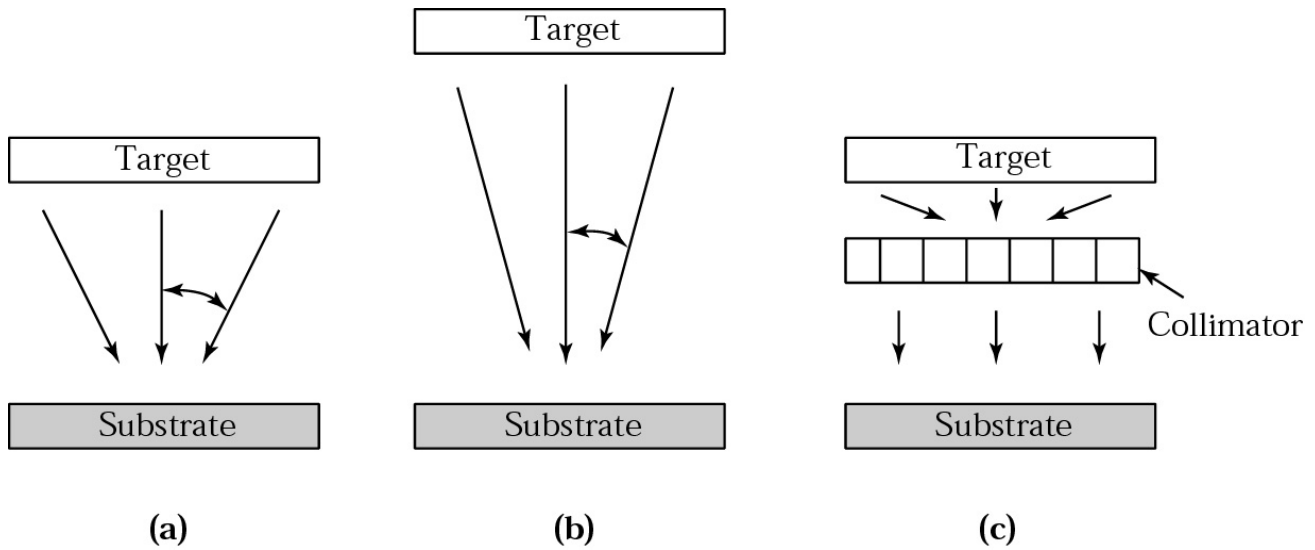 Target
Substrate
(a)
Target
Substrate
(b)
Target
Collimator
Substrate
(c)